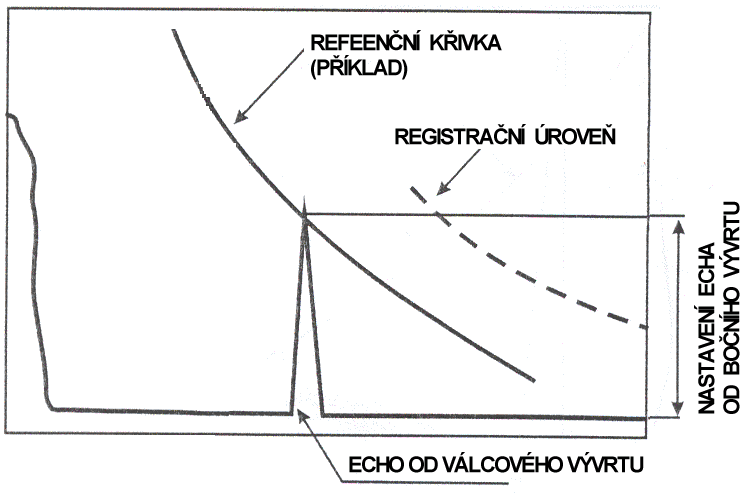 REFEENČNÍ KŘIVKA
(PŘÍKLAD)
REGISTRAČNÍ ÚROVEŇ
NASTAVENÍ ECHA
OD BOČNÍHO VÝVRTU
ECHO OD VÁLCOVÉHO VÝVRTU